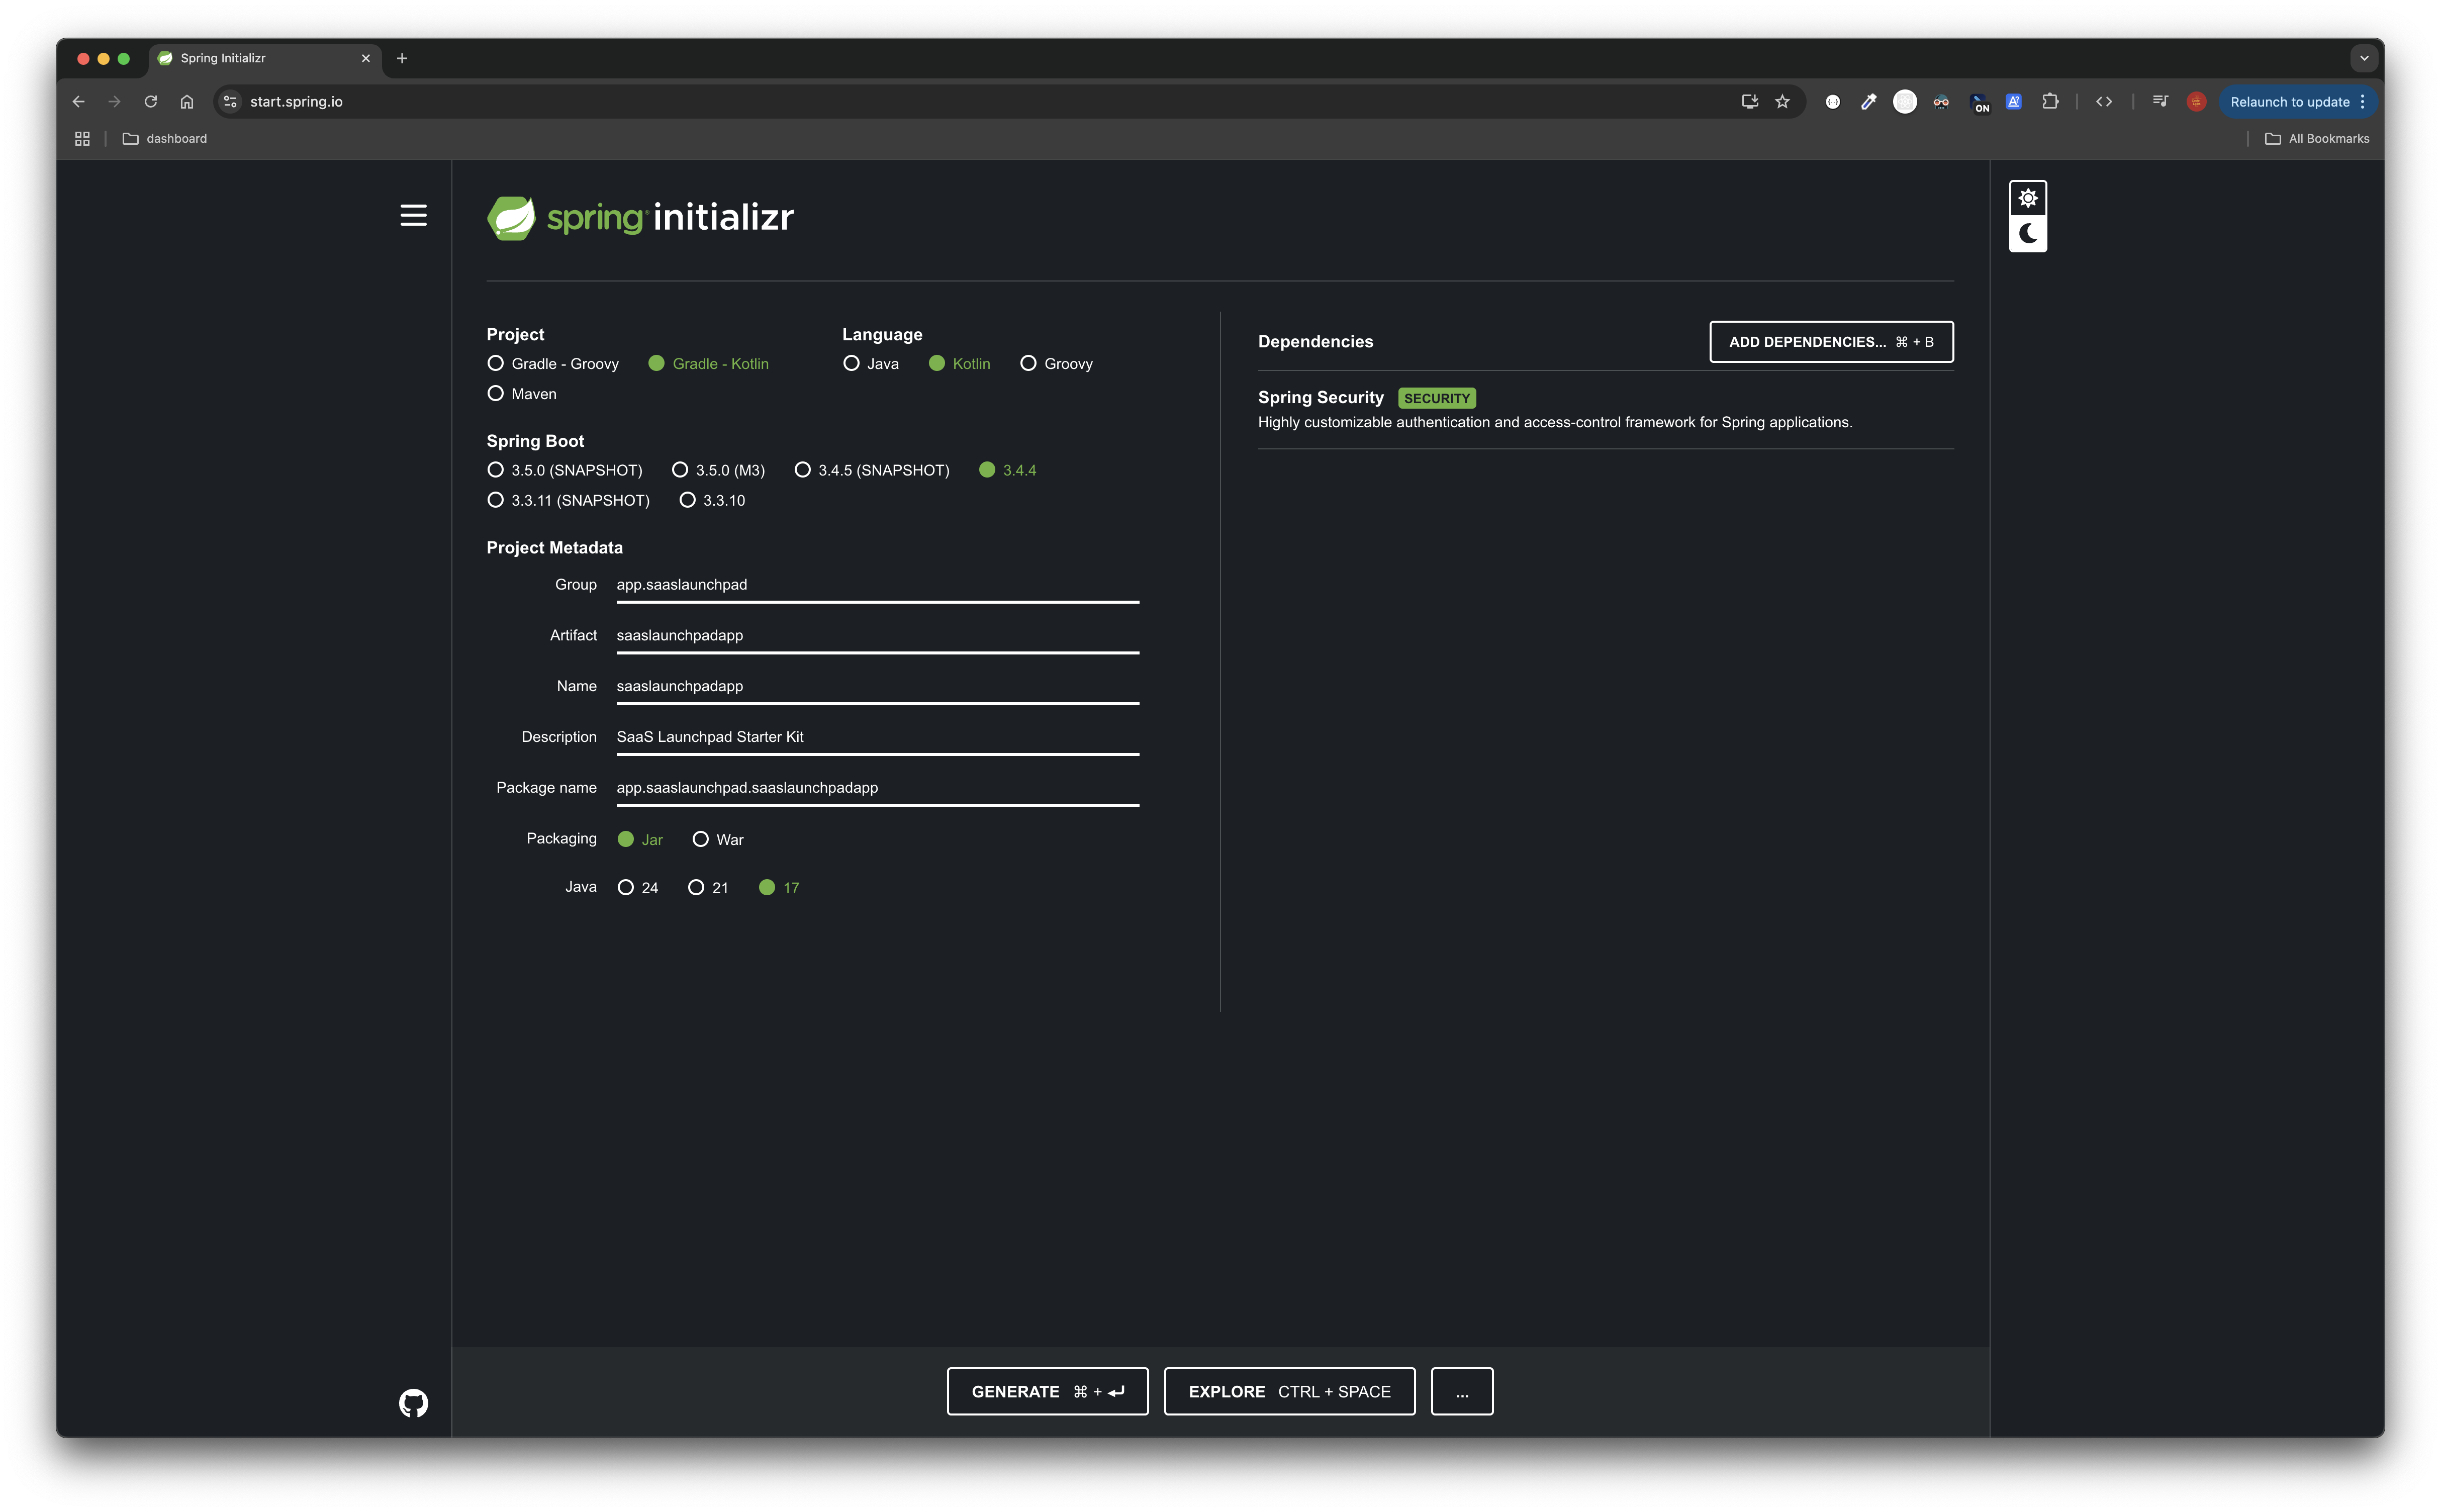 Spring Initializr
start.spring.io
ON
Relaunch to update
dashboard
All Bookmarks
spring initializr
Project
Gradle - Groovy
Gradle - Kotlin
Maven
Language
Java
Kotlin
Groovy
Spring Boot
3.5.0 (SNAPSHOT)
3.5.0 (M3)
3.4.5 (SNAPSHOT)
3.4.4
3.3.11 (SNAPSHOT)
3.3.10
Project Metadata
Group app.saaslaunchpad
Artifact saaslaunchpadapp
Name saaslaunchpadapp
Description SaaS Launchpad Starter Kit
Package name app.saaslaunchpad.saaslaunchpadapp
Packaging Jar War
Java 24 21 17
Dependencies
ADD DEPENDENCIES... ⌘ + B
Spring Security SECURITY
Highly customizable authentication and access-control framework for Spring applications.
GENERATE ⌘ + ⏎
EXPLORE CTRL + SPACE
...